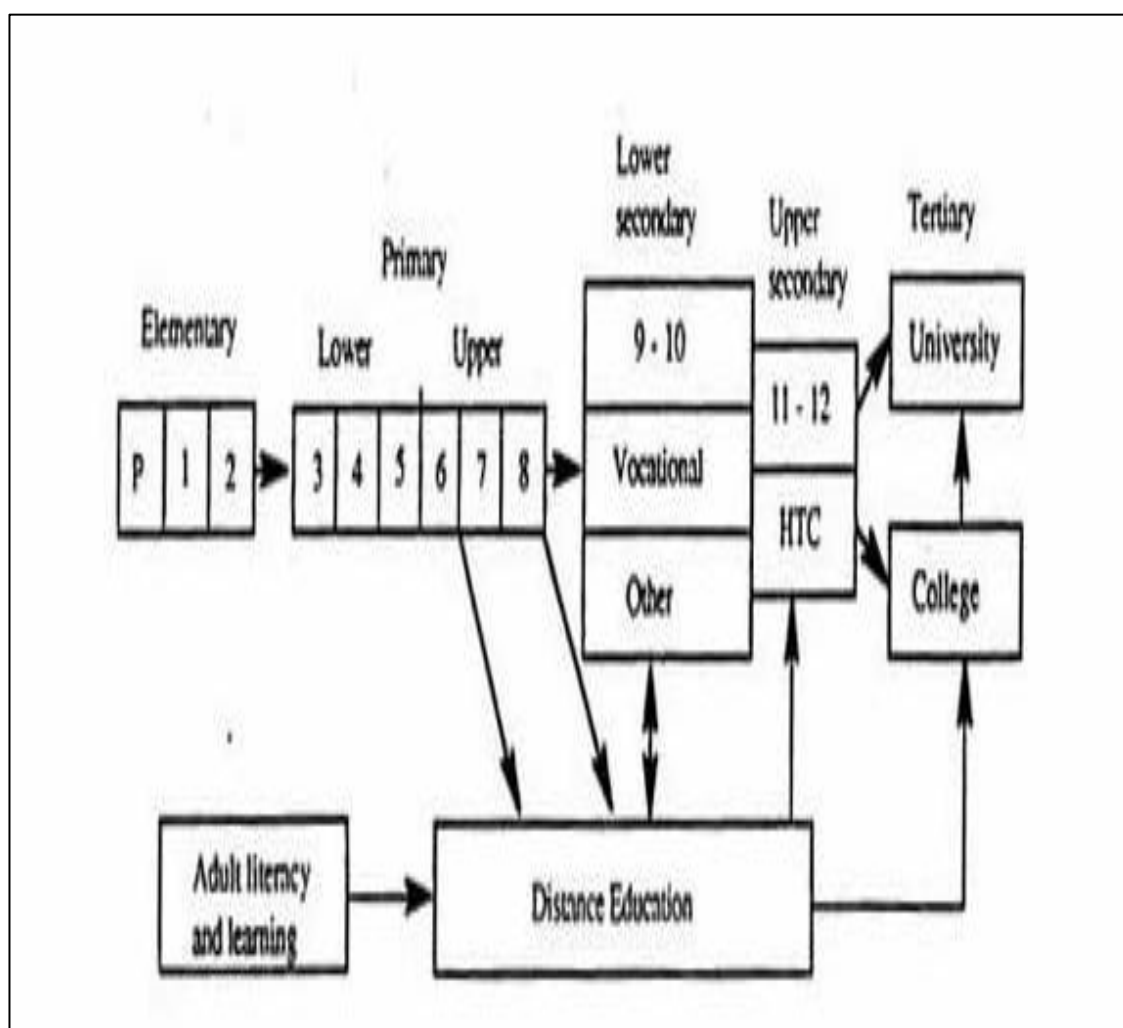 Lower
secondary
Upper
secondary
Tertiary
Primary
Elementary
Lower
Upper
9 - 10
University
11 - 12
P
1
2
3
4
5
6
7
8
Vocational
HTC
Other
College
Adult literacy
and learning
Distance Education